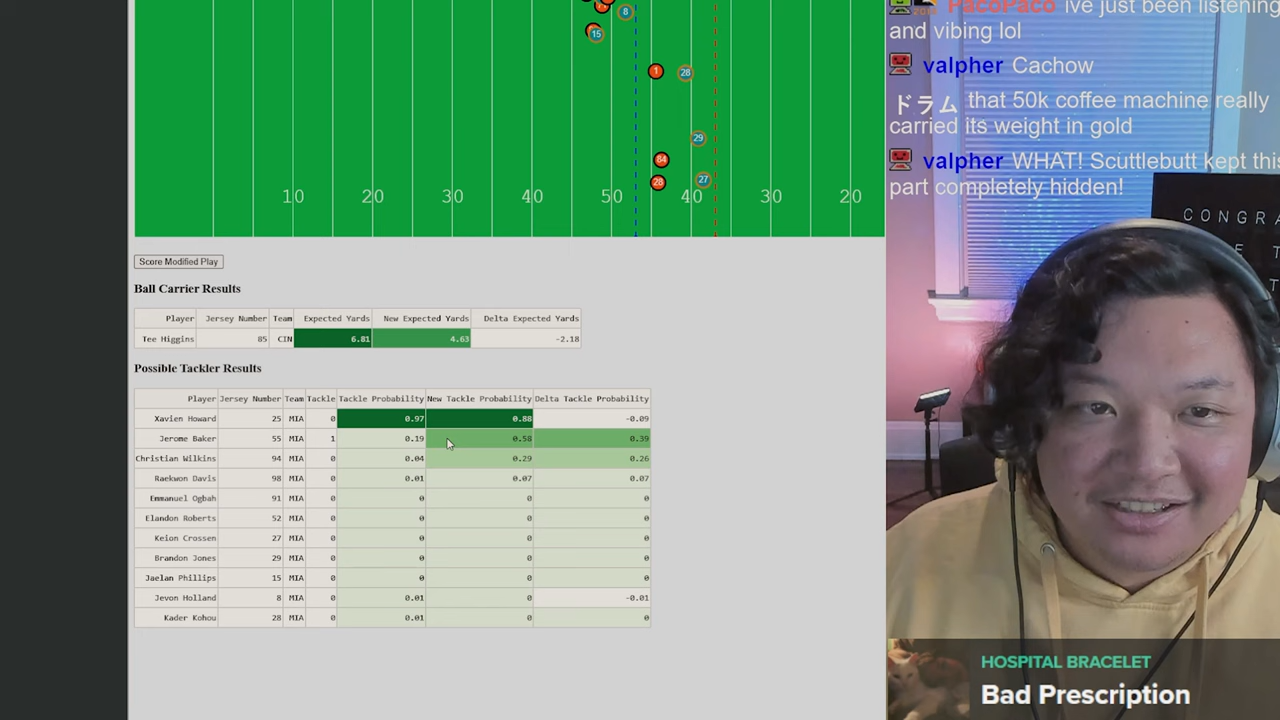 PacoPaco ive just been listening
and vibing lol
valpher Cachow
ドラム that 50k coffee machine really
carried its weight in gold
valpher WHAT! Scuttlebutt kept this
part completely hidden!
8
15
1
28
29
84
28
27
10 20 30 40 50 40 30 20
CONGRA
E T
T
Score Modified Play
Ball Carrier Results
Player Jersey Number Team Expected Yards New Expected Yards Delta Expected Yards
Tee Higgins 85 CIN 6.81 4.63 -2.18
Possible Tackler Results
Player Jersey Number Team Tackle Tackle Probability New Tackle Probability Delta Tackle Probability
Xavien Howard 25 MIA 0 0.97 0.88 -0.09
Jerome Baker 55 MIA 1 0.19 0.58 0.39
Christian Wilkins 94 MIA 0 0.04 0.29 0.26
Raekwon Davis 98 MIA 0 0.01 0.07 0.07
Emmanuel Ogbah 91 MIA 0 0 0 0
Elandon Roberts 52 MIA 0 0 0 0
Keion Crossen 27 MIA 0 0 0 0
Brandon Jones 29 MIA 0 0 0 0
Jaelan Phillips 15 MIA 0 0 0 0
Jevon Holland 8 MIA 0 0.01 0 -0.01
Kader Kohou 28 MIA 0 0.01 0 0
HOSPITAL BRACELET
Bad Prescription